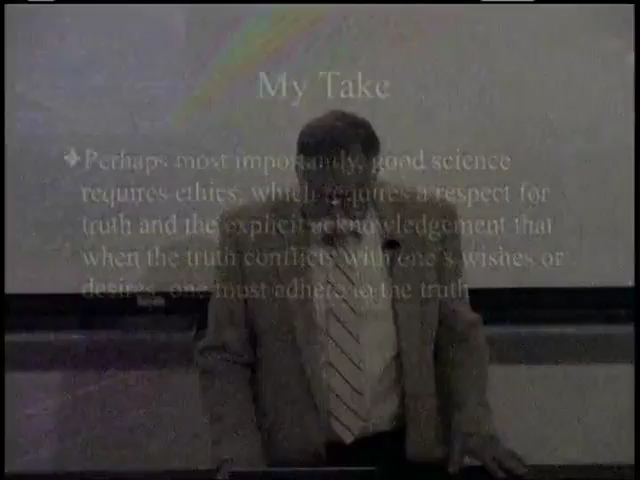 My Take
Perhaps most importantly, good science
requires ethics, which requires a respect for
truth and the explicit acknowledgement that
when the truth conflicts with one's wishes or
desires, one must adhere to the truth